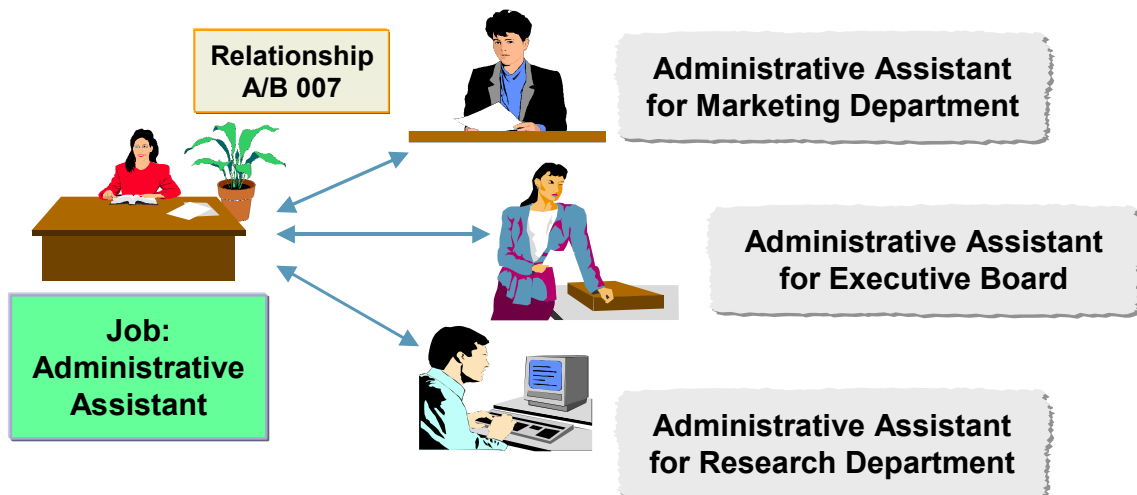 Relationship
A/B 007
Administrative Assistant
for Marketing Department
Administrative Assistant
for Executive Board
Job:
Administrative
Assistant
Administrative Assistant
for Research Department